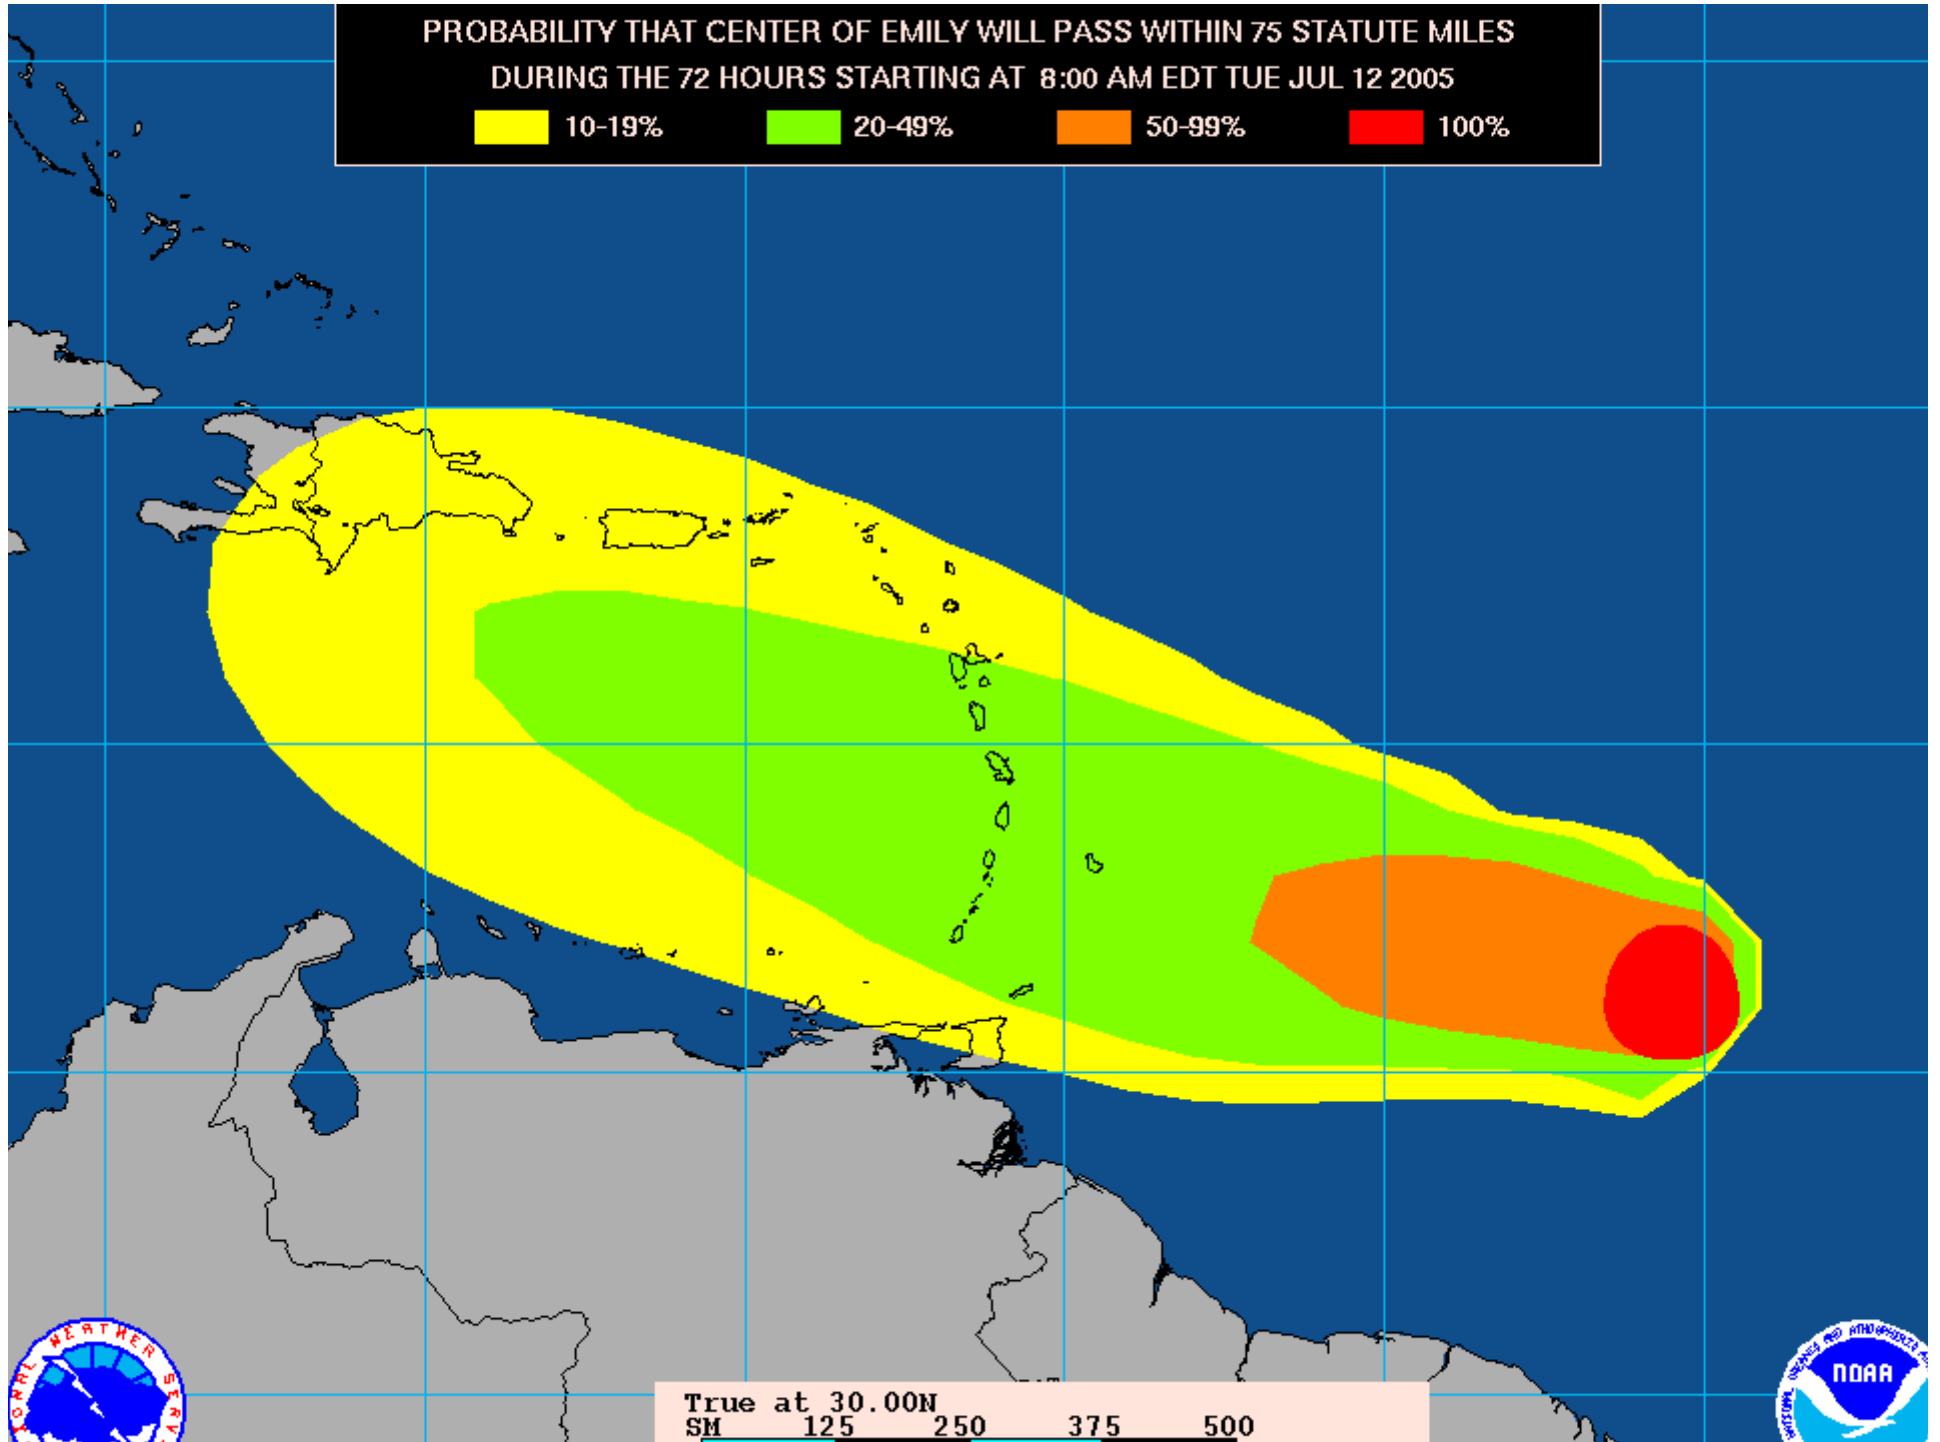 PROBABILITY THAT CENTER OF EMILY WILL PASS WITHIN 75 STATUTE MILES
DURING THE 72 HOURS STARTING AT 8:00 AM EDT TUE JUL 12 2005
10-19% 20-49% 50-99% 100%
WEATHER SERV
NOAA
True at 30.00N
SM 125 250 375 500